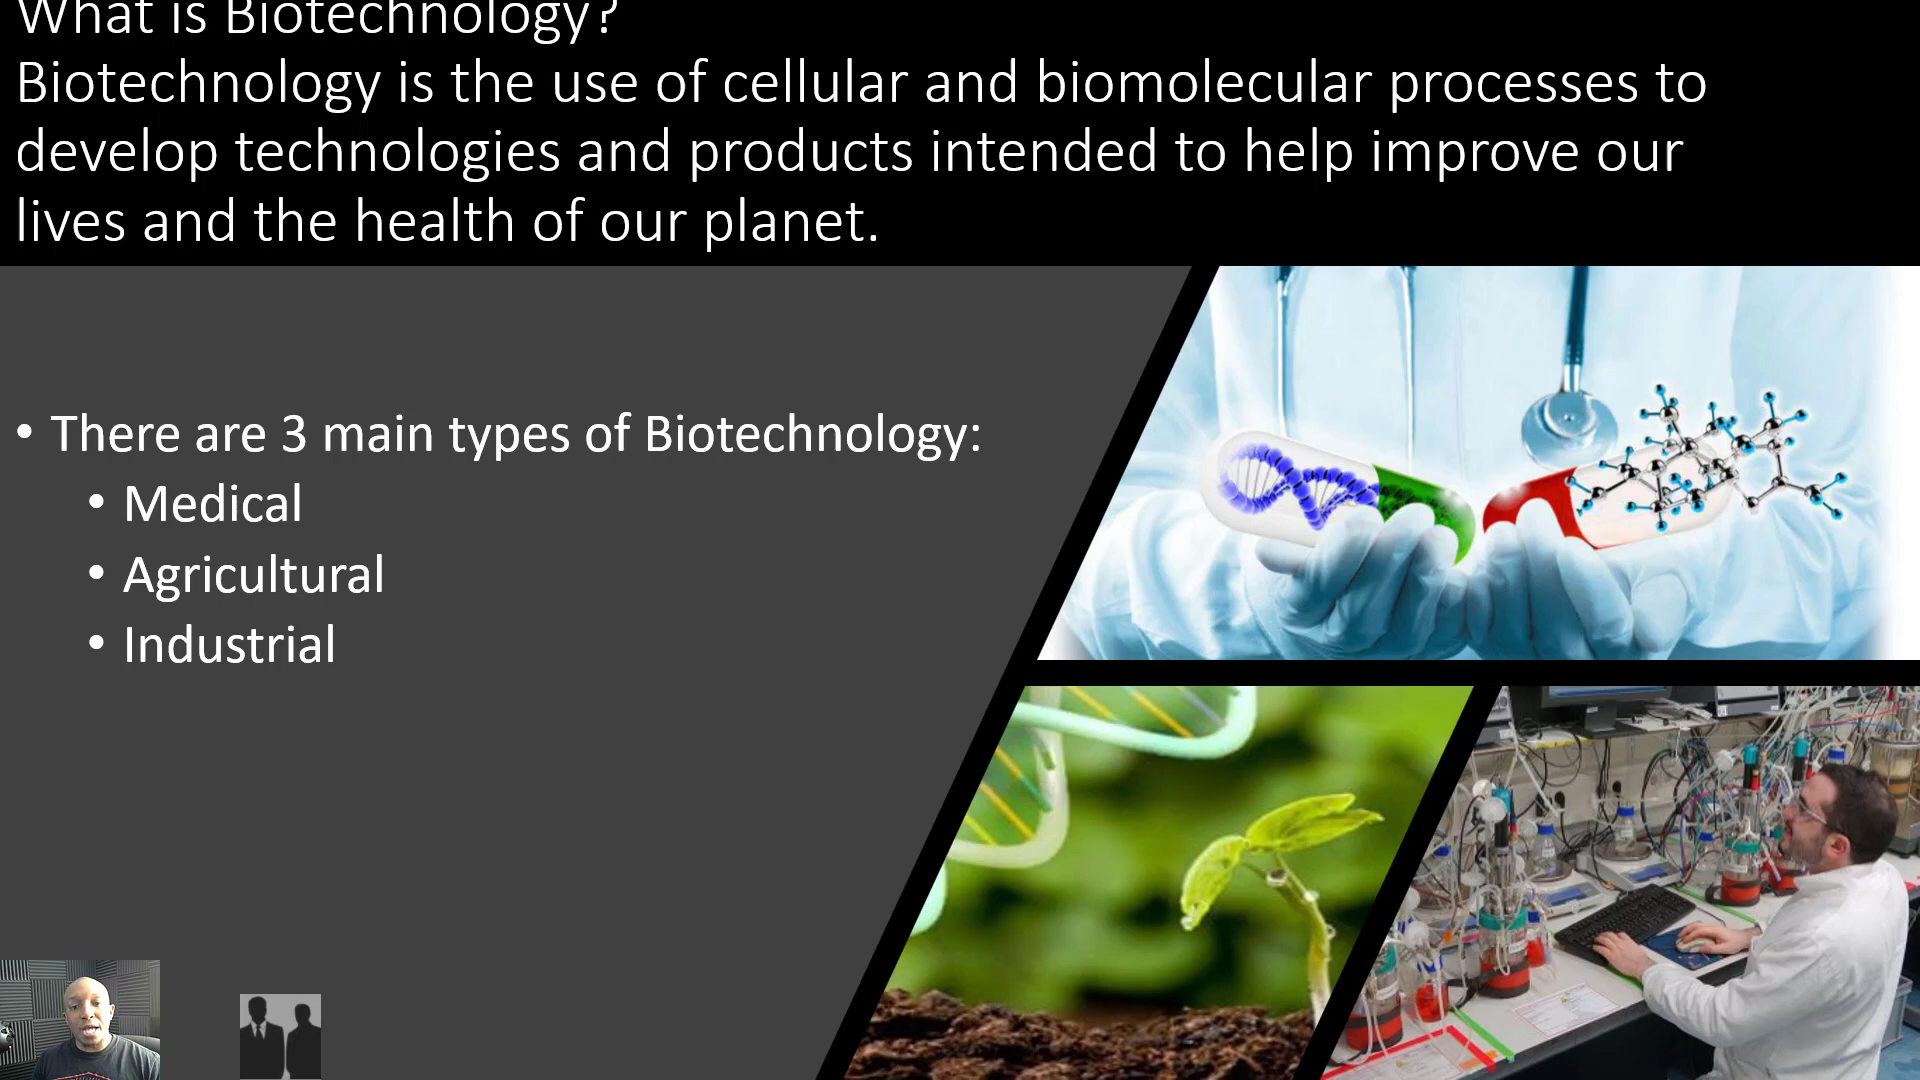 What is Biotechnology?
Biotechnology is the use of cellular and biomolecular processes to
develop technologies and products intended to help improve our
lives and the health of our planet.
• There are 3 main types of Biotechnology:
• Medical
• Agricultural
• Industrial